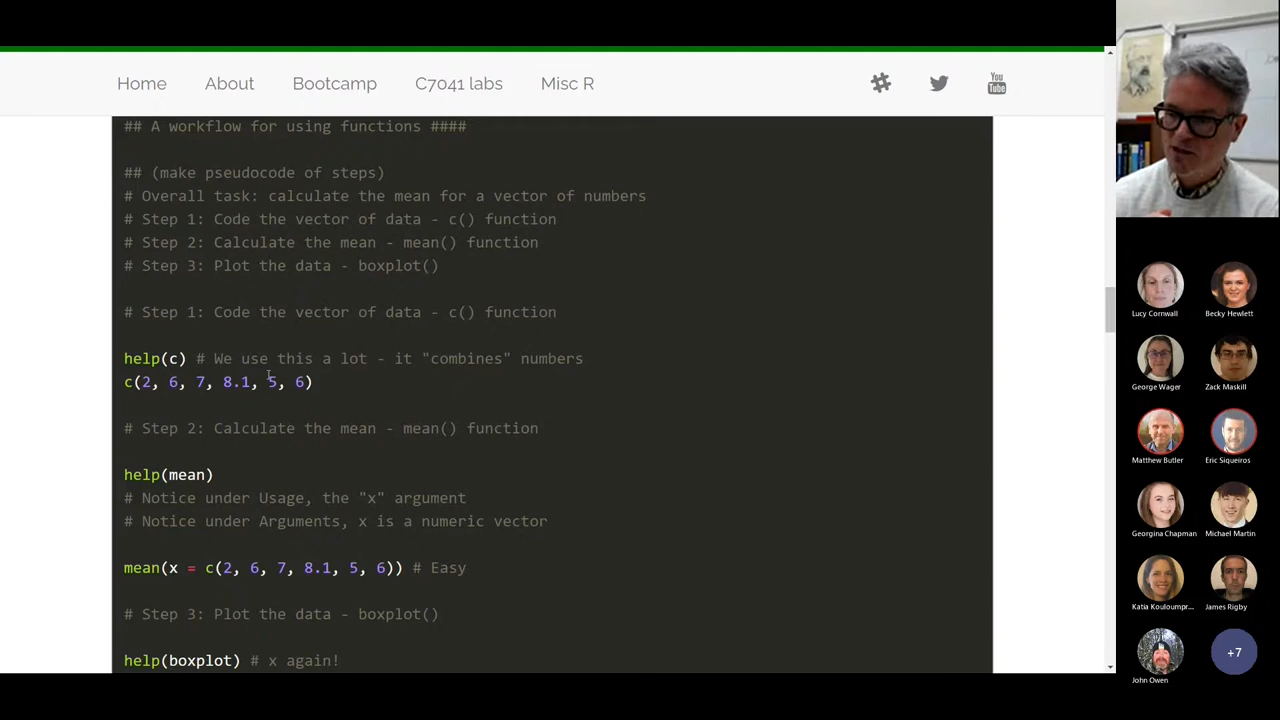 Home About Bootcamp C7041 labs Misc R
You Tube
## A workflow for using functions ####
## (make pseudocode of steps)
# Overall task: calculate the mean for a vector of numbers
# Step 1: Code the vector of data - c() function
# Step 2: Calculate the mean - mean() function
# Step 3: Plot the data - boxplot()
# Step 1: Code the vector of data - c() function
help(c) # We use this a lot - it "combines" numbers
c(2, 6, 7, 8.1, 5, 6)
# Step 2: Calculate the mean - mean() function
help(mean)
# Notice under Usage, the "x" argument
# Notice under Arguments, x is a numeric vector
mean(x = c(2, 6, 7, 8.1, 5, 6)) # Easy
# Step 3: Plot the data - boxplot()
help(boxplot) # x again!
Lucy Cornwall Becky Hewlett
George Wager Zack Maskill
Matthew Butler Eric Siqueiros
Georgina Chapman Michael Martin
Katia Kouloumpr... James Rigby
John Owen +7